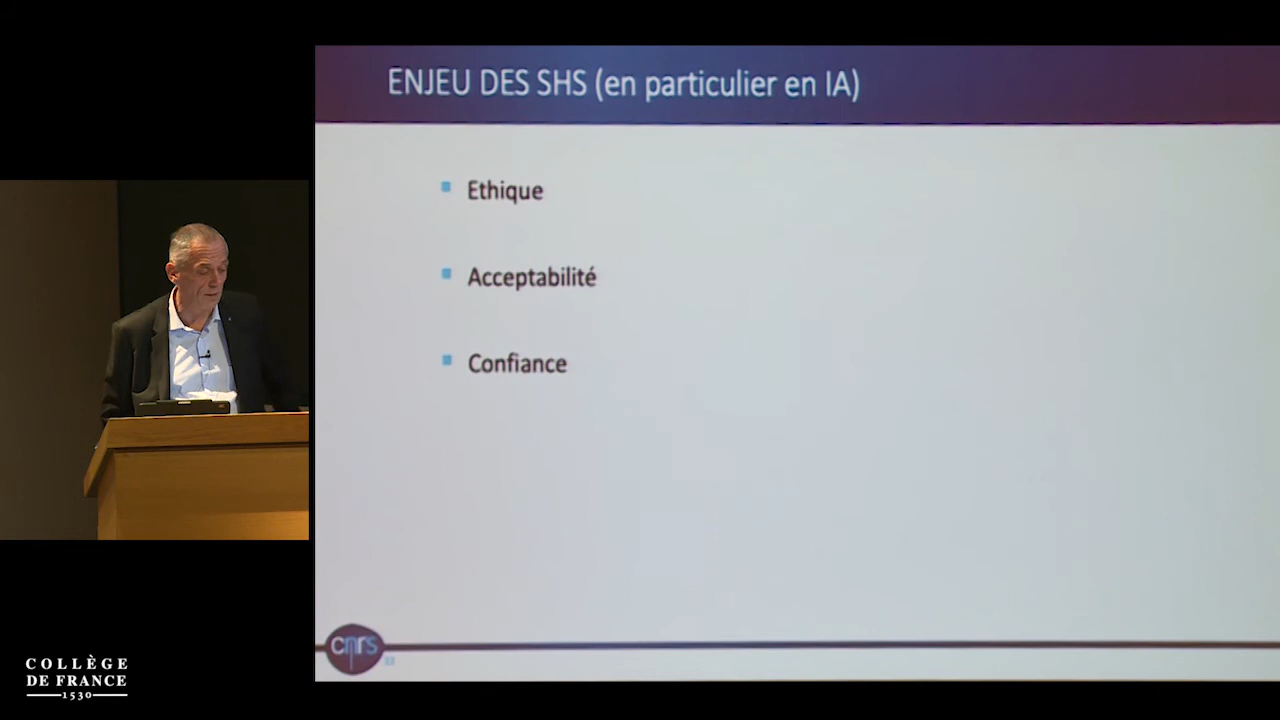 ENJEU DES SHS (en particulier en IA)
Ethique
Acceptabilité
Confiance
cnrs
COLLÈGE
DE FRANCE
1530